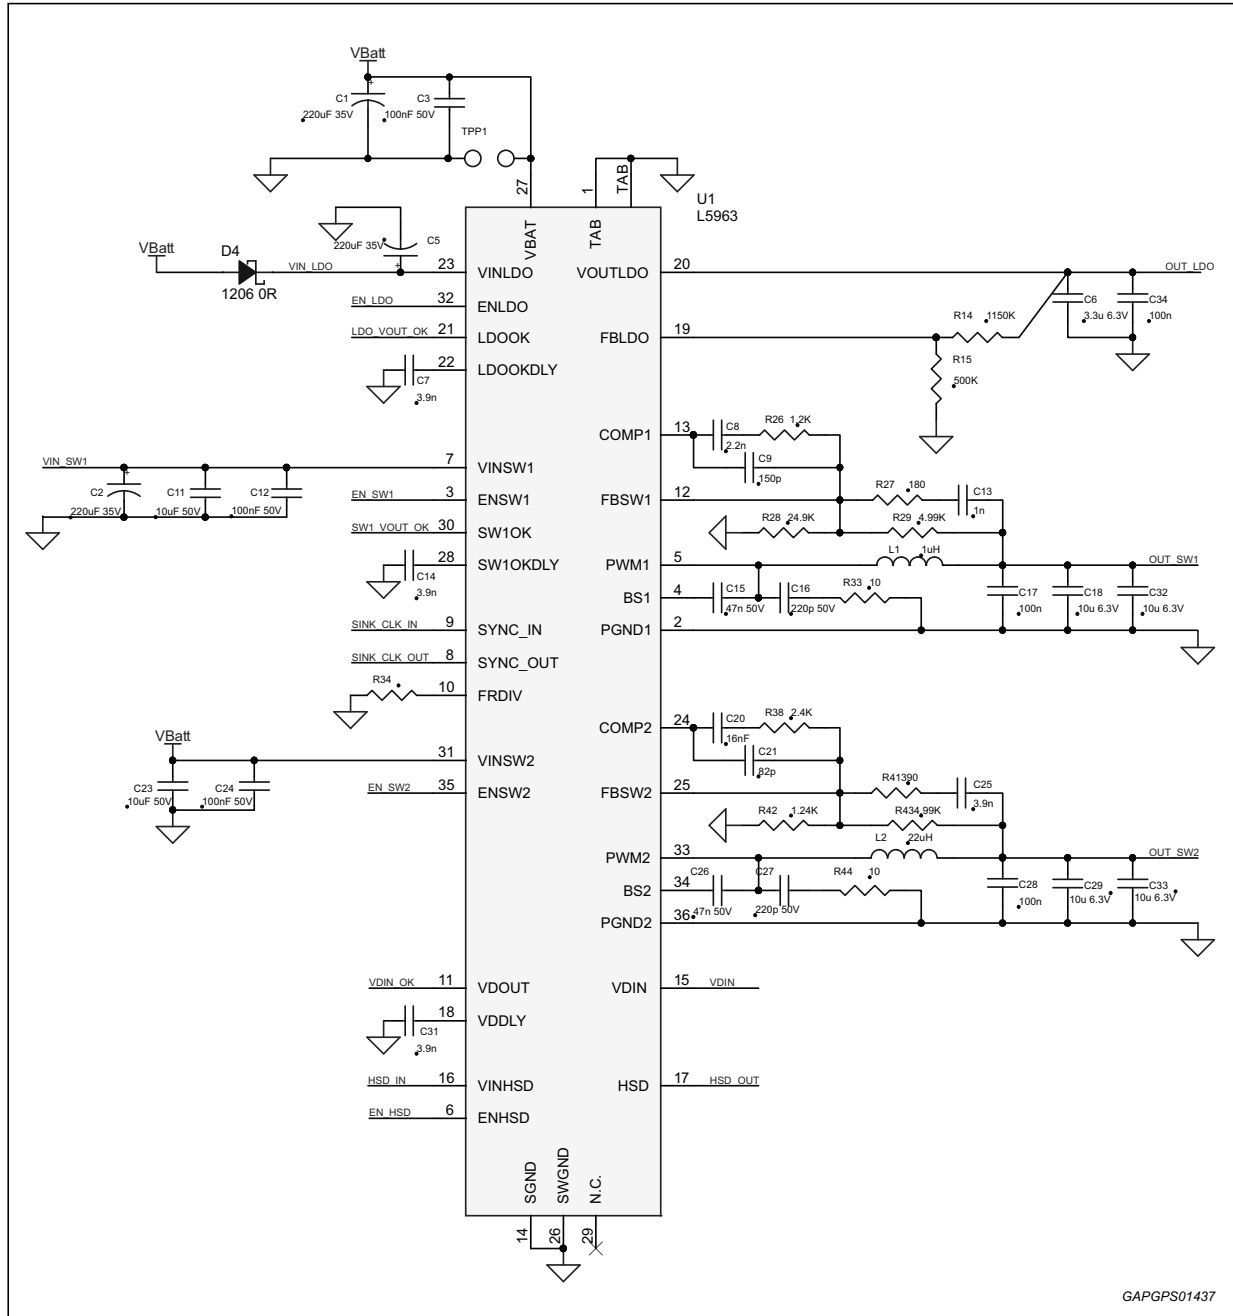 VBatt
+
C1
220uF 35V
C3
100nF 50V
TPP1
27
1
TAB
U1
L5963
VBAT
TAB
220uF 35V
C5
+
VBatt
D4
1206 0R
VIN_LDO
23
VINLDO
VOUTLDO
20
OUT_LDO
EN_LDO
32
ENLDO
C6
3.3u 6.3V
C34
100n
LDO_VOUT_OK
21
LDOOK
FBLDO
19
R14
1150K
R15
500K
22
LDOOKDLY
C7
3.9n
COMP1
13
C8
2.2n
R26
1.2K
C9
150p
VIN_SW1
7
VINSW1
+
C2
220uF 35V
C11
10uF 50V
C12
100nF 50V
EN_SW1
3
ENSW1
FBSW1
12
R27
180
C13
1n
SW1_VOUT_OK
30
SW1OK
R28
24.9K
R29
4.99K
28
SW1OKDLY
C14
3.9n
PWM1
5
L1
1uH
OUT_SW1
BS1
4
C15
47n 50V
C16
220p 50V
R33
10
C17
100n
C18
10u 6.3V
C32
10u 6.3V
SINK_CLK_IN
9
SYNC_IN
PGND1
2
SINK_CLK_OUT
8
SYNC_OUT
R34
10
FRDIV
COMP2
24
C20
16nF
R38
2.4K
C21
82p
VBatt
31
VINSW2
C23
10uF 50V
C24
100nF 50V
EN_SW2
35
ENSW2
FBSW2
25
R41
390
C25
3.9n
R42
1.24K
R43
4.99K
PWM2
33
L2
22uH
OUT_SW2
BS2
34
C26
47n 50V
C27
220p 50V
R44
10
C28
100n
C29
10u 6.3V
C33
10u 6.3V
PGND2
36
VDIN_OK
11
VDOUT
VDIN
15
VDIN
18
VDDLY
C31
3.9n
HSD_IN
16
VINHSD
HSD
17
HSD_OUT
EN_HSD
6
ENHSD
SGND
SWGND
N.C.
14
26
29
GAPGPS01437